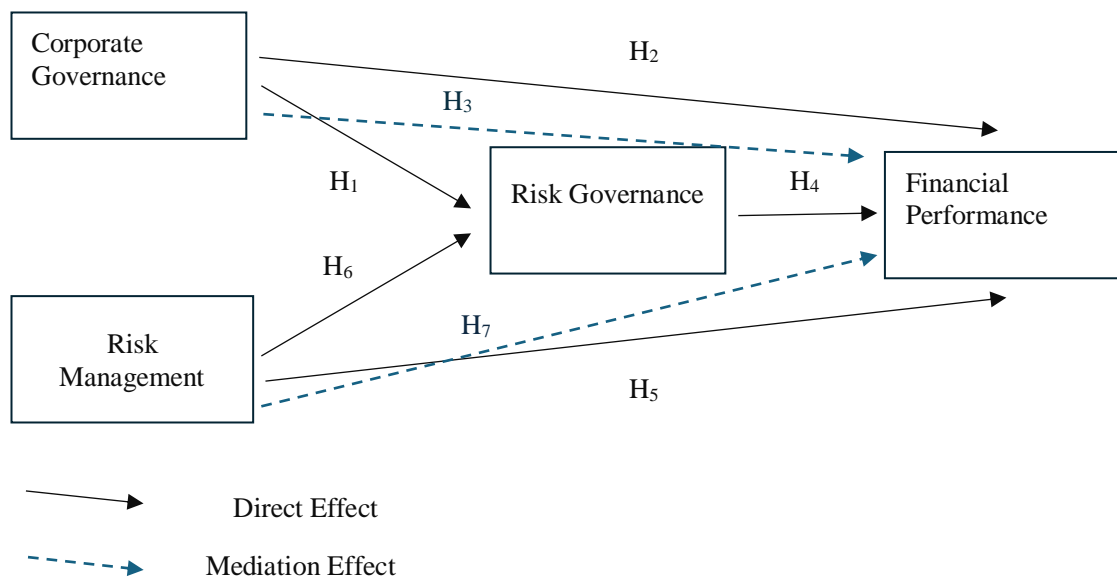 Corporate
Governance
H₂
H₃
H₁
Risk Governance
H₄
Financial
Performance
H₆
Risk
Management
H₇
H₅
Direct Effect
Mediation Effect